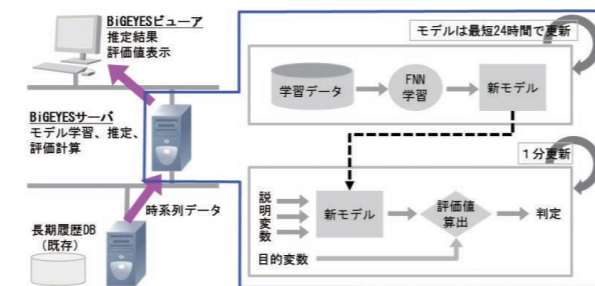 BiGEYESビューア
推定結果
評価値表示
BiGEYESサーバ
モデル学習、推定、
評価計算
時系列データ
長期履歴DB
(既存)
モデルは最短24時間で更新
学習データ
FNN
学習
新モデル
1分更新
説明変数
新モデル
評価値
算出
判定
目的変数